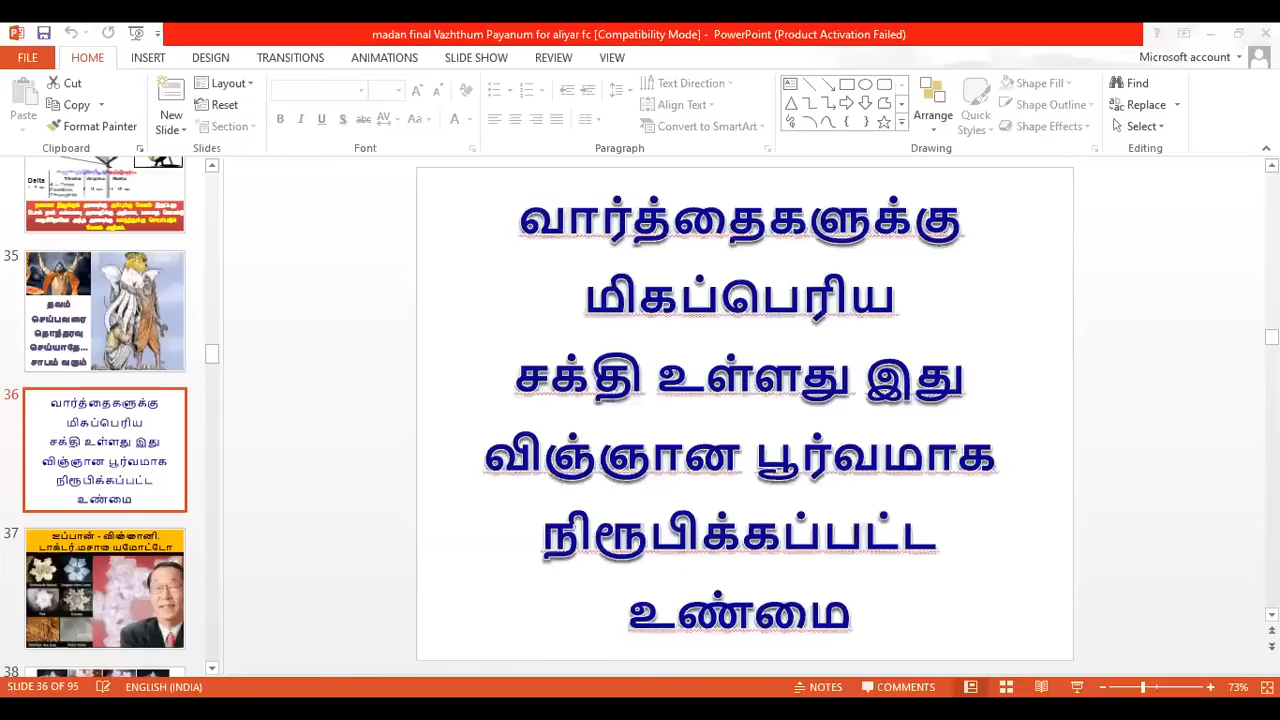 madan final Vazhthum Payanum for aliyar fc [Compatibility Mode] - PowerPoint (Product Activation Failed)
FILE HOME INSERT DESIGN TRANSITIONS ANIMATIONS SLIDE SHOW REVIEW VIEW Microsoft account
Cut
Copy
Format Painter
Paste
Clipboard
New
Slide
Layout
Reset
Section
Slides
Font
Text Direction
Align Text
Convert to SmartArt
Paragraph
Arrange
Quick
Styles
Shape Fill
Shape Outline
Shape Effects
Drawing
Find
Replace
Select
Editing
Delta
35
தவம்
செய்பவரை
தொந்தரவு
செய்யாதே...
சாபம் வரும்
36
வார்த்தைகளுக்கு
மிகப்பெரிய
சக்தி உள்ளது இது
விஞ்ஞான பூர்வமாக
நிரூபிக்கப்பட்ட
உண்மை
37
ஜப்பான் - விஞ்ஞானி.
38
வார்த்தைகளுக்கு
மிகப்பெரிய
சக்தி உள்ளது இது
விஞ்ஞான பூர்வமாக
நிரூபிக்கப்பட்ட
உண்மை
SLIDE 36 OF 95 ENGLISH (INDIA) NOTES COMMENTS 73%